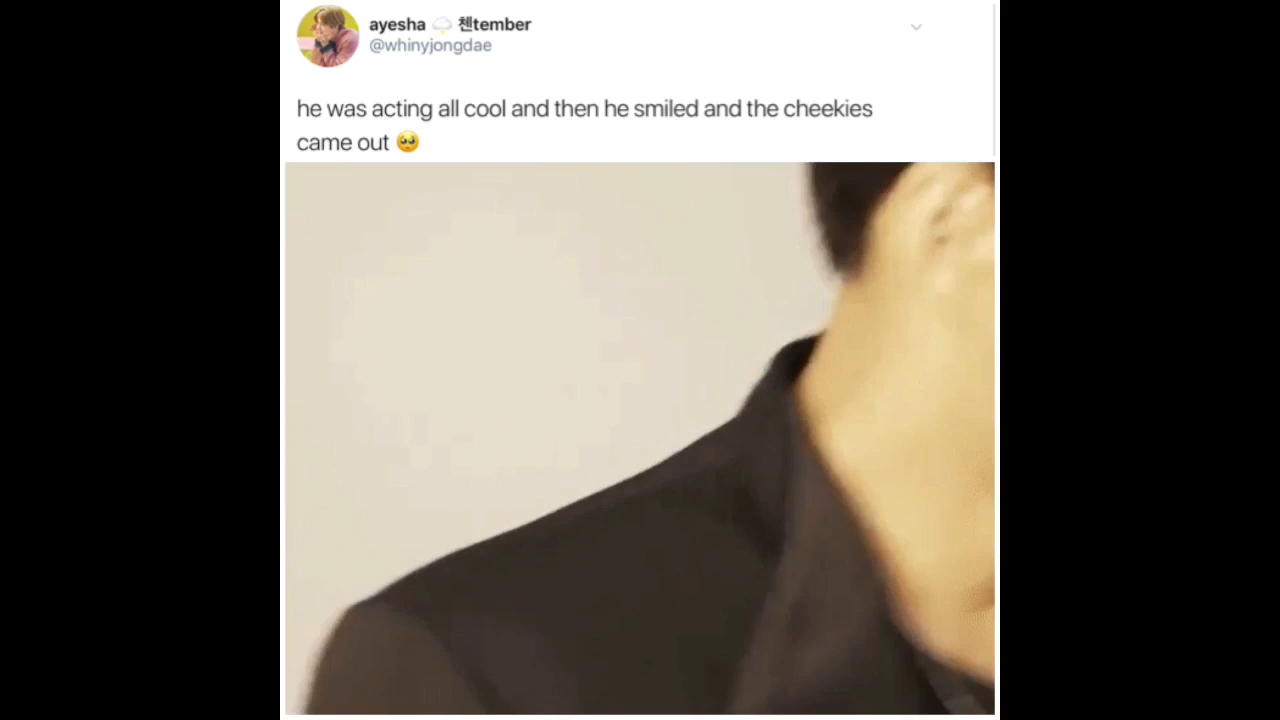 ayesha 🌩 첸tember
@whinyjongdae
he was acting all cool and then he smiled and the cheekies
came out 🥺